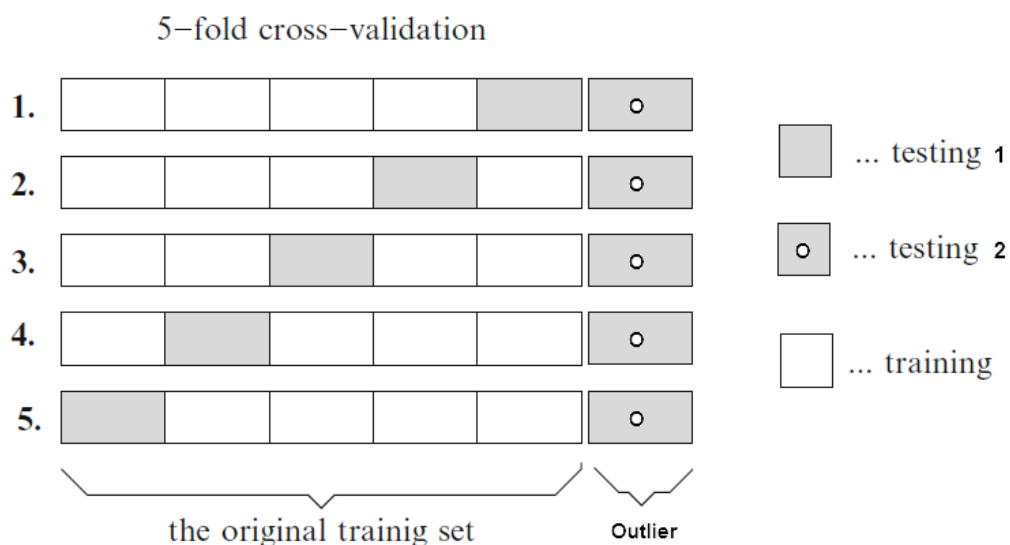 5-fold cross-validation
1.
2.
3.
4.
5.
... testing 1
... testing 2
... training
the original trainig set
Outlier